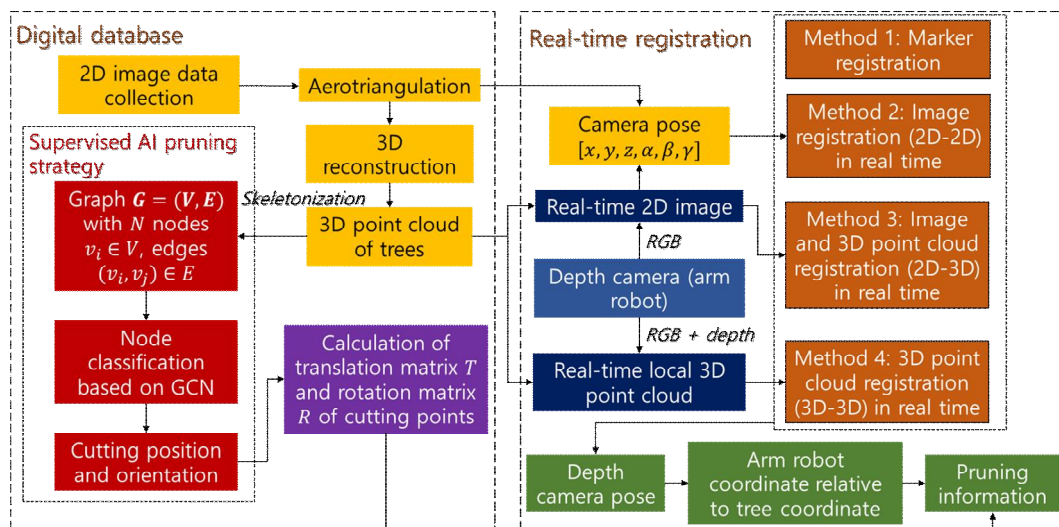 Digital database
2D image data
collection
Aerotriangulation
3D
reconstruction
3D point cloud
of trees
Skeletonization
Supervised AI pruning
strategy
Graph G = (V, E)
with N nodes
vᵢ ∈ V, edges
(vᵢ, vⱼ) ∈ E
Node
classification
based on GCN
Cutting position
and orientation
Calculation of
translation matrix T
and rotation matrix
R of cutting points
Real-time registration
Camera pose
[x, y, z, α, β, γ]
Real-time 2D image
RGB
Depth camera (arm
robot)
RGB + depth
Real-time local 3D
point cloud
Method 1: Marker
registration
Method 2: Image
registration (2D-2D)
in real time
Method 3: Image
and 3D point cloud
registration (2D-3D)
in real time
Method 4: 3D point
cloud registration
(3D-3D) in real time
Depth
camera pose
Arm robot
coordinate relative
to tree coordinate
Pruning
information